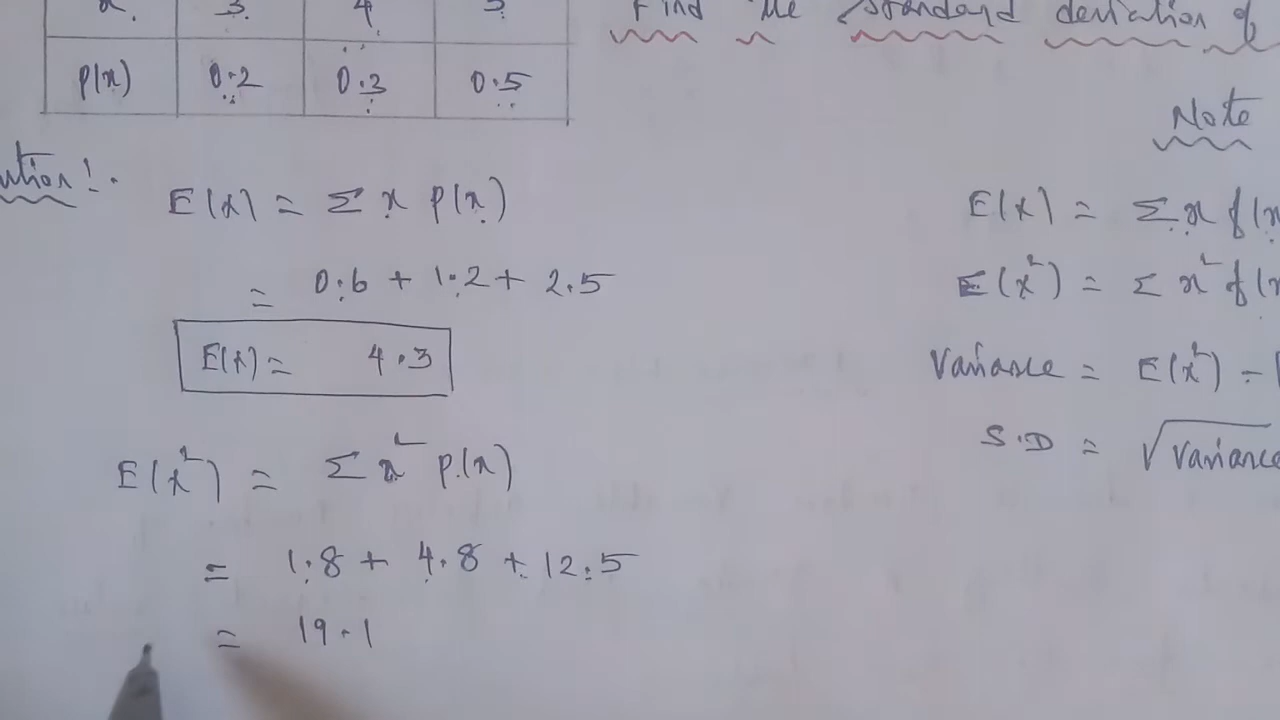 x 3 4 5
Find the standard deviation of
P(x) 0.2 0.3 0.5
Note
E(x) = Σ x P(x)
= 0.6 + 1.2 + 2.5
E(x) = 4.3
E(x²) = Σ x² P(x)
= 1.8 + 4.8 + 12.5
= 19.1
E(x) = Σ x f(x
E(x²) = Σ x² f(x
Variance = E(x²) -
S.D = √Variance